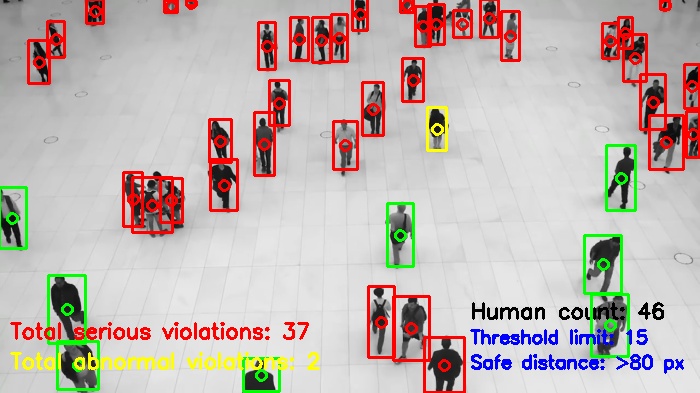 Human count: 46
Total serious violations: 37
Threshold limit: 15
Total abnormal violations: 2
Safe distance: >80 px